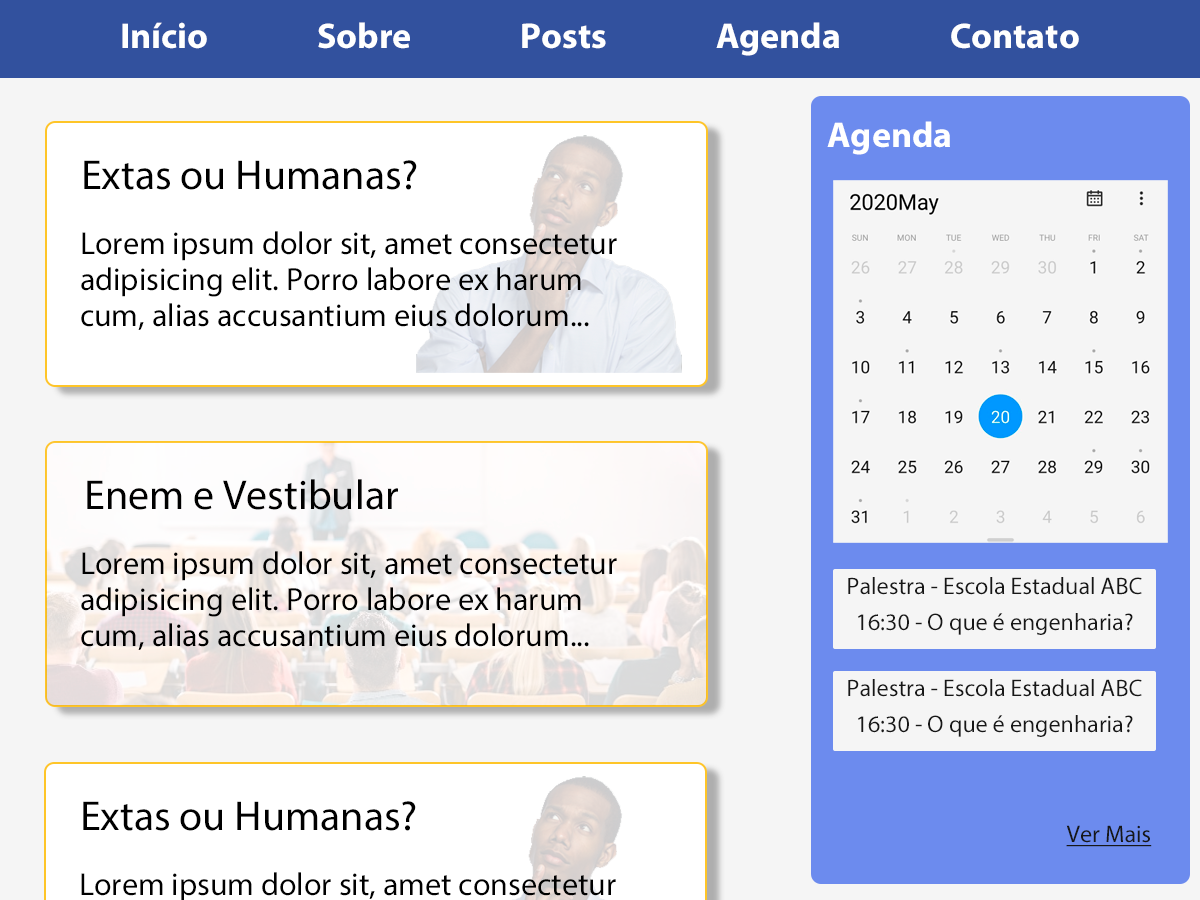 Início Sobre Posts Agenda Contato
Extas ou Humanas?
Lorem ipsum dolor sit, amet consectetur
adipisicing elit. Porro labore ex harum
cum, alias accusantium eius dolorum...
Enem e Vestibular
Lorem ipsum dolor sit, amet consectetur
adipisicing elit. Porro labore ex harum
cum, alias accusantium eius dolorum...
Extas ou Humanas?
Lorem ipsum dolor sit, amet consectetur
Agenda
2020May
SUN MON TUE WED THU FRI SAT
26 27 28 29 30 1 2
3 4 5 6 7 8 9
10 11 12 13 14 15 16
17 18 19 20 21 22 23
24 25 26 27 28 29 30
31 1 2 3 4 5 6
Palestra - Escola Estadual ABC
16:30 - O que é engenharia?
Palestra - Escola Estadual ABC
16:30 - O que é engenharia?
Ver Mais